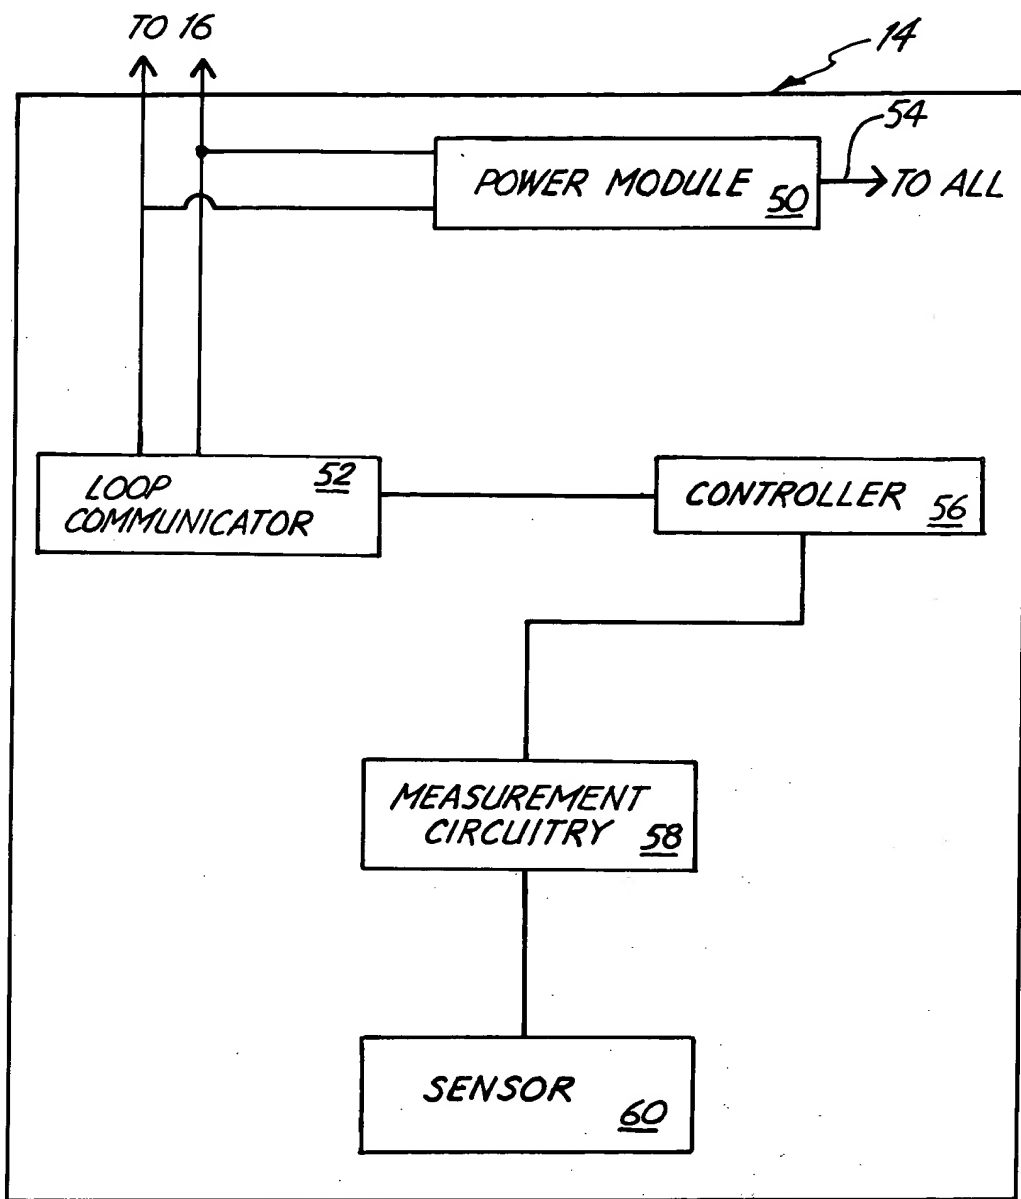 TO 16
14
54
POWER MODULE 50
TO ALL
LOOP 52
COMMUNICATOR
CONTROLLER 56
MEASUREMENT
CIRCUITRY 58
SENSOR 60